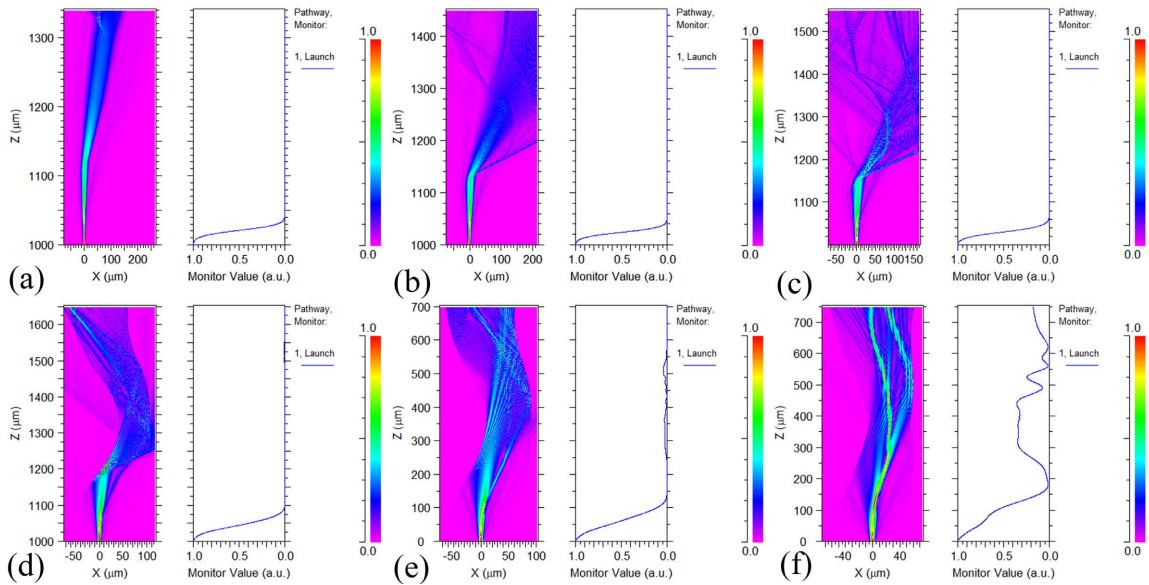 1300
1200
1100
1000
Z (μm)
0
100
200
X (μm)
1.0
0.5
0.0
Monitor Value (a.u.)
Pathway,
Monitor:
1, Launch
1.0
0.0
(a)
1400
1300
1200
1100
1000
Z (μm)
0
100
200
X (μm)
1.0
0.5
0.0
Monitor Value (a.u.)
Pathway,
Monitor:
1, Launch
1.0
0.0
(b)
1500
1400
1300
1200
1100
Z (μm)
-50
0
50
100
150
X (μm)
1.0
0.5
0.0
Monitor Value (a.u.)
Pathway,
Monitor:
1, Launch
1.0
0.0
(c)
1600
1500
1400
1300
1200
1100
1000
Z (μm)
-50
0
50
100
X (μm)
1.0
0.5
0.0
Monitor Value (a.u.)
Pathway,
Monitor:
1, Launch
1.0
0.0
(d)
700
600
500
400
300
200
100
0
Z (μm)
-50
0
50
100
X (μm)
1.0
0.5
0.0
Monitor Value (a.u.)
Pathway,
Monitor:
1, Launch
1.0
0.0
(e)
700
600
500
400
300
200
100
0
Z (μm)
-40
0
40
X (μm)
1.0
0.5
0.0
Monitor Value (a.u.)
Pathway,
Monitor:
1, Launch
1.0
0.0
(f)